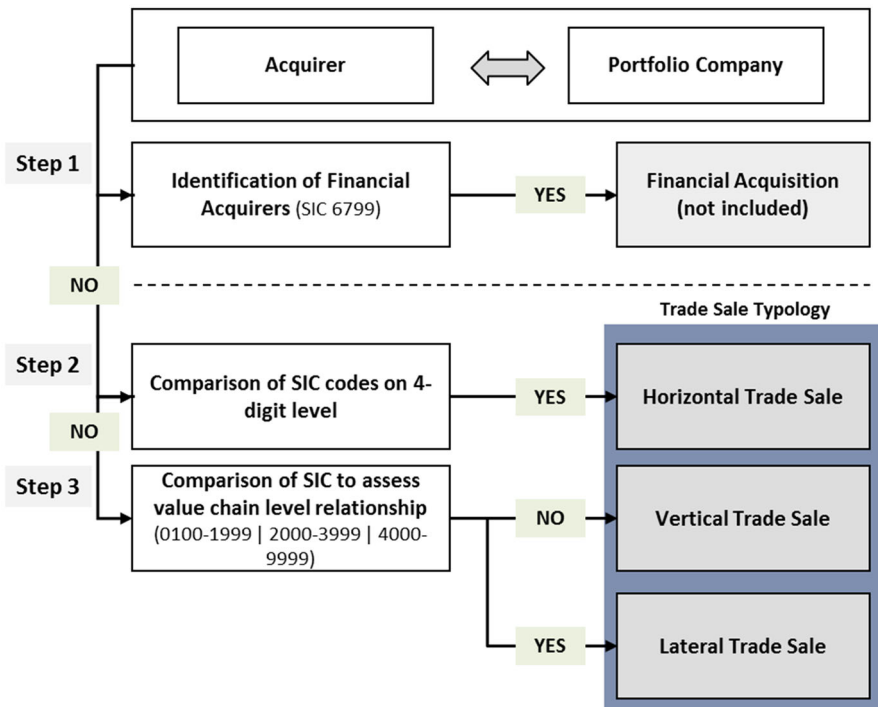 Acquirer
Portfolio Company
Step 1
Identification of Financial
Acquirers (SIC 6799)
YES
Financial Acquisition
(not included)
NO
Trade Sale Typology
Step 2
Comparison of SIC codes on 4-
digit level
YES
Horizontal Trade Sale
NO
Step 3
Comparison of SIC to assess
value chain level relationship
(0100-1999 | 2000-3999 | 4000-
9999)
NO
Vertical Trade Sale
YES
Lateral Trade Sale